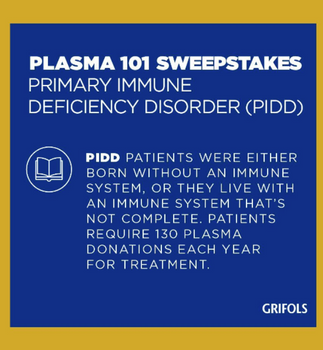 PLASMA 101 SWEEPSTAKES
PRIMARY IMMUNE
DEFICIENCY DISORDER (PIDD)
PIDD PATIENTS WERE EITHER
BORN WITHOUT AN IMMUNE
SYSTEM, OR THEY LIVE WITH
AN IMMUNE SYSTEM THAT'S
NOT COMPLETE. PATIENTS
REQUIRE 130 PLASMA
DONATIONS EACH YEAR
FOR TREATMENT.
GRIFOLS